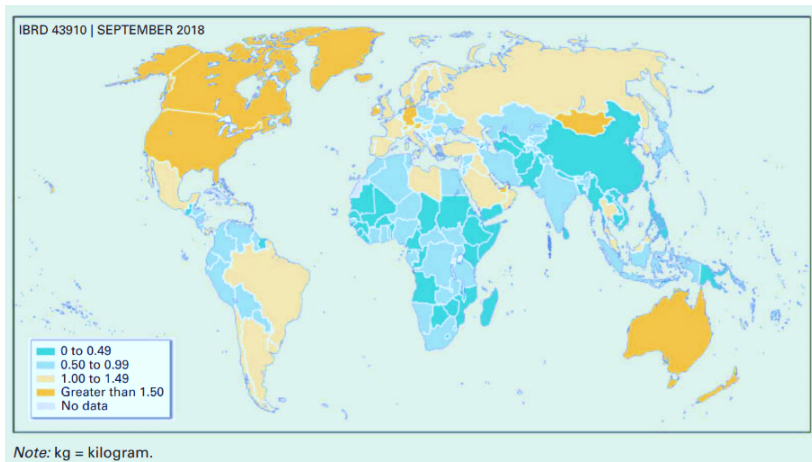 IBRD 43910 | SEPTEMBER 2018
0 to 0.49
0.50 to 0.99
1.00 to 1.49
Greater than 1.50
No data
Note: kg = kilogram.